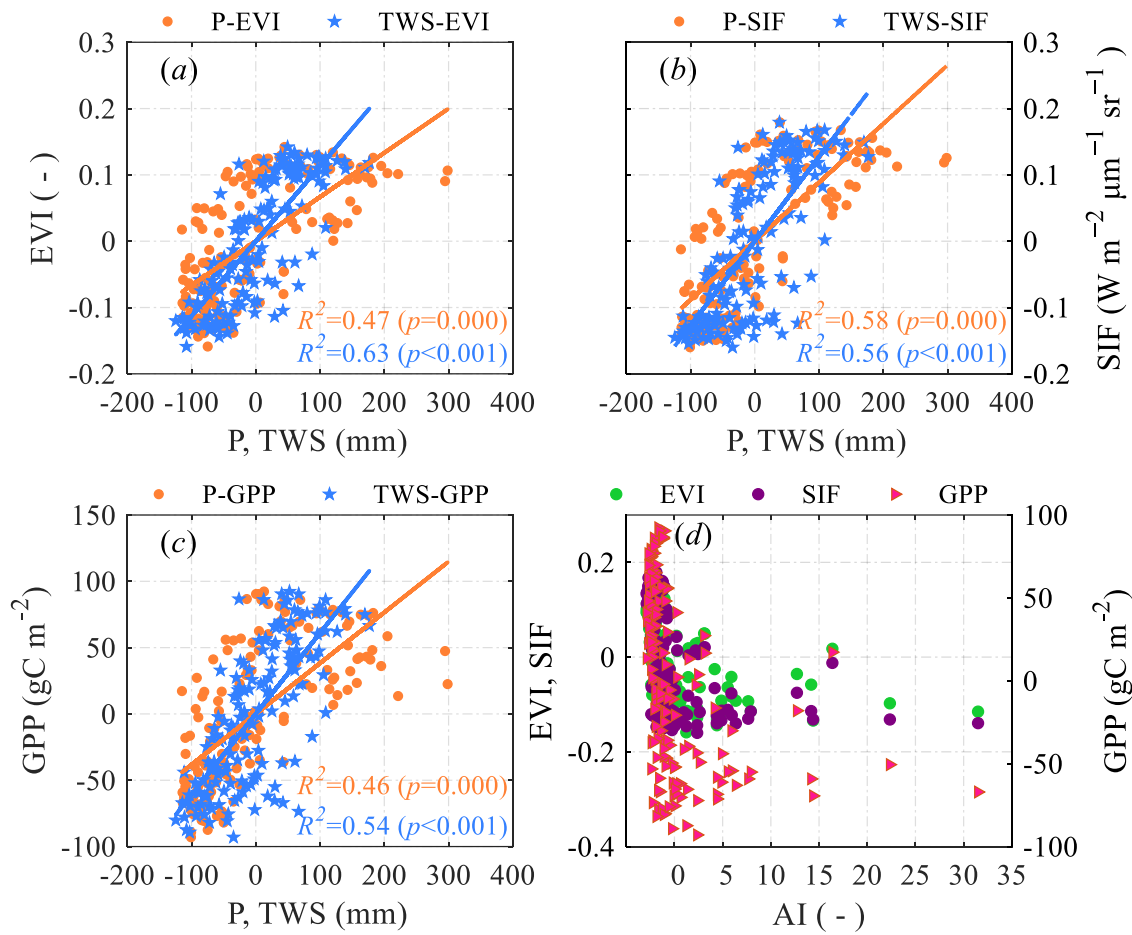 P-EVI TWS-EVI
P-SIF TWS-SIF
(a)
0.3
0.2
0.1
0
-0.1
-0.2
EVI ( - )
R²=0.47 (p=0.000)
R²=0.63 (p<0.001)
-200 -100 0 100 200 300 400
P, TWS (mm)
(b)
0.3
0.2
0.1
0
-0.1
-0.2
SIF (W m⁻² μm⁻¹ sr⁻¹)
R²=0.58 (p=0.000)
R²=0.56 (p<0.001)
-200 -100 0 100 200 300 400
P, TWS (mm)
P-GPP TWS-GPP
EVI SIF GPP
(c)
150
100
50
0
-50
-100
GPP (gC m⁻²)
R²=0.46 (p=0.000)
R²=0.54 (p<0.001)
-200 -100 0 100 200 300 400
P, TWS (mm)
(d)
0.2
0
-0.2
-0.4
EVI, SIF
100
50
0
-50
-100
GPP (gC m⁻²)
0 5 10 15 20 25 30 35
AI ( - )